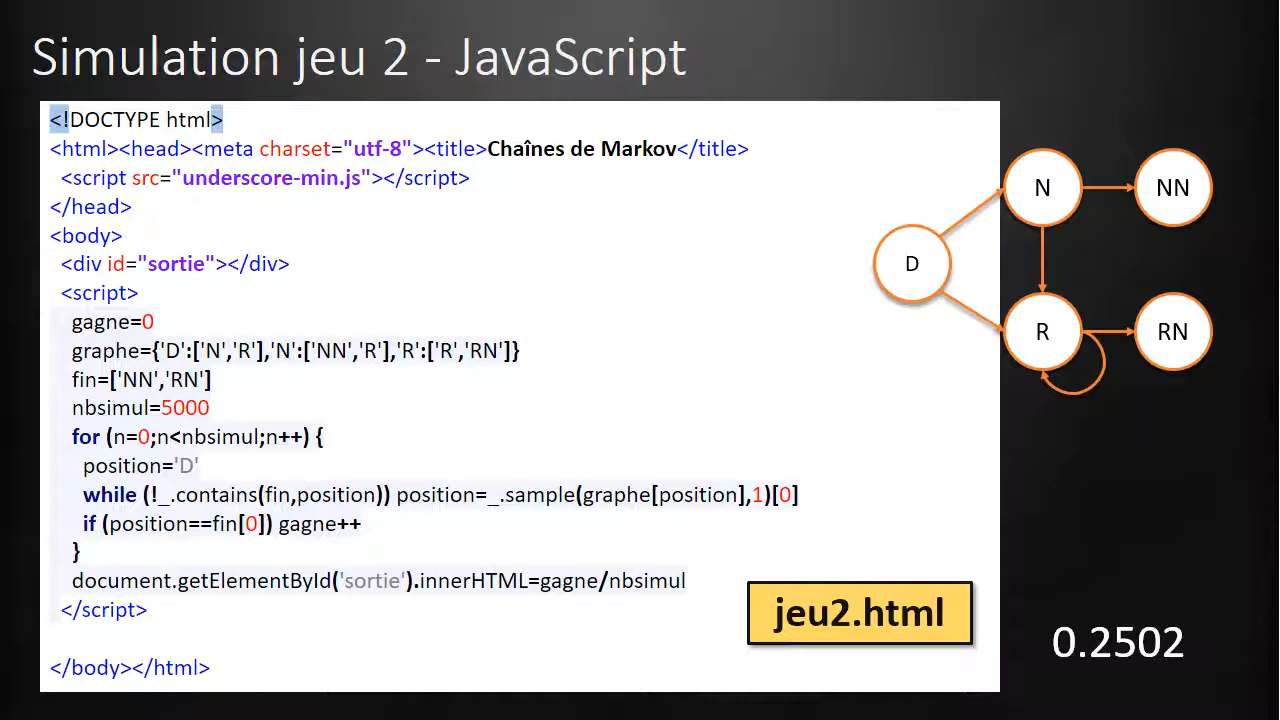 Simulation jeu 2 - JavaScript
<!DOCTYPE html>
<html><head><meta charset="utf-8"><title>Chaînes de Markov</title>
<script src="underscore-min.js"></script>
</head>
<body>
<div id="sortie"></div>
<script>
gagne=0
graphe={'D':['N','R'],'N':['NN','R'],'R':['R','RN']}
fin=['NN','RN']
nbsimul=5000
for (n=0;n<nbsimul;n++) {
position='D'
while (!_.contains(fin,position)) position=_.sample(graphe[position],1)[0]
if (position==fin[0]) gagne++
}
document.getElementById('sortie').innerHTML=gagne/nbsimul
</script>
</body></html>
jeu2.html
N
NN
D
R
RN
0.2502